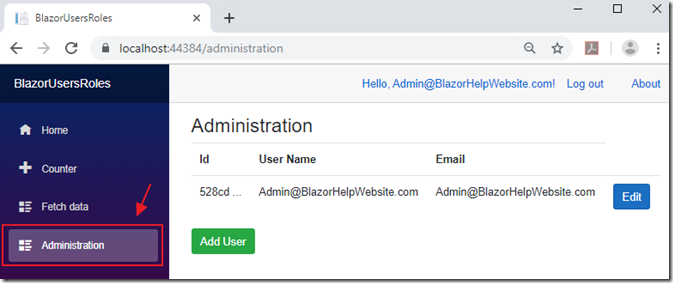 BlazorUsersRoles
localhost:44384/administration
BlazorUsersRoles
Hello, Admin@BlazorHelpWebsite.com! Log out About
Home
Counter
Fetch data
Administration
Administration
Id User Name Email
528cd ... Admin@BlazorHelpWebsite.com Admin@BlazorHelpWebsite.com Edit
Add User